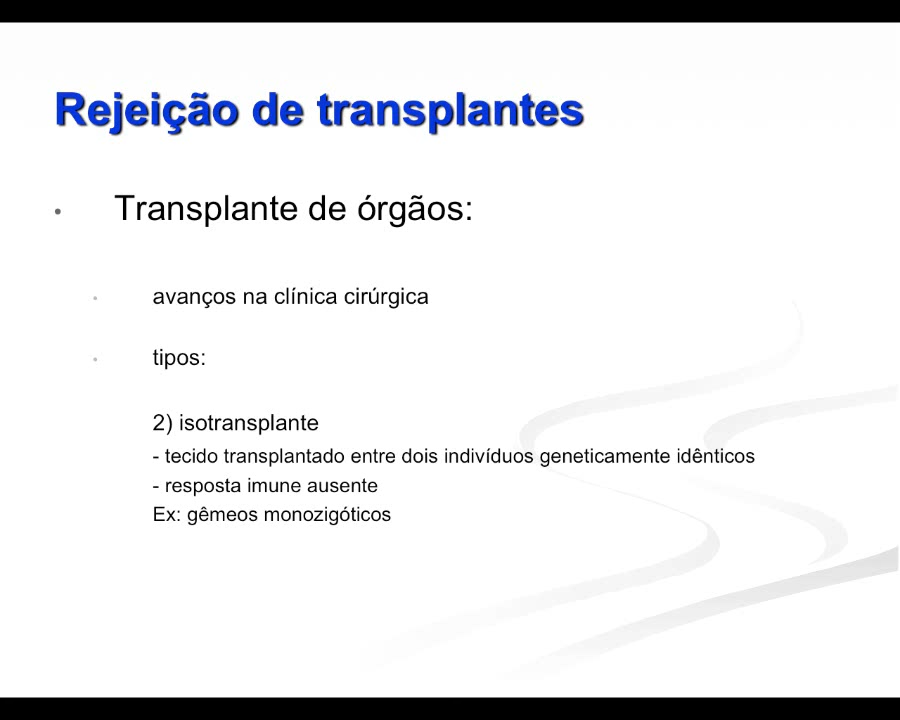 Rejeição de transplantes
• Transplante de órgãos:
• avanços na clínica cirúrgica
• tipos:
2) isotransplante
- tecido transplantado entre dois indivíduos geneticamente idênticos
- resposta imune ausente
Ex: gêmeos monozigóticos